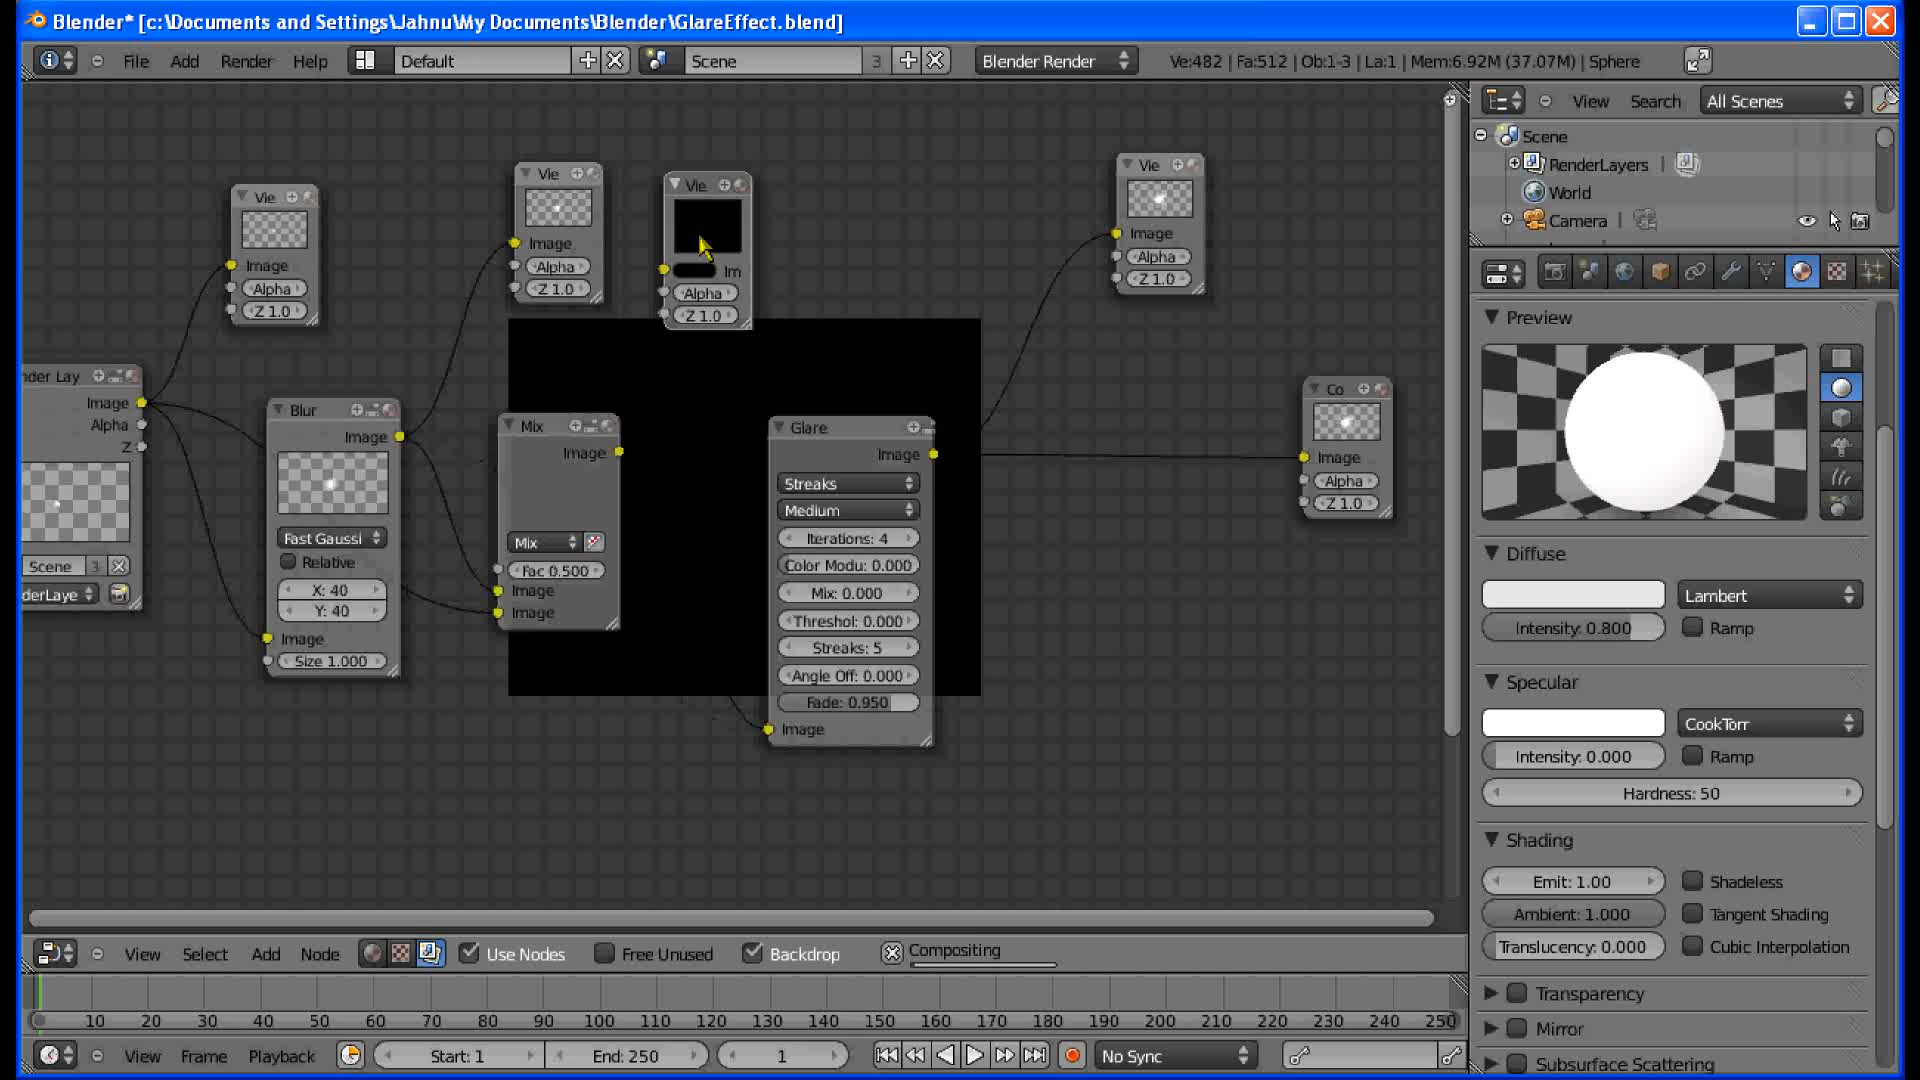 Blender* [c:\Documents and Settings\Jahnu\My Documents\Blender\GlareEffect.blend]
File Add Render Help Default Scene 3 Blender Render Ve:482 | Fa:512 | Ob:1-3 | La:1 | Mem:6.92M (37.07M) | Sphere
View Search All Scenes
Scene
RenderLayers
World
Camera
Vie
Image
Alpha
Z 1.0
Vie
Image
Alpha
Z 1.0
Vie
Im
Alpha
Z 1.0
Vie
Image
Alpha
Z 1.0
nder Lay
Image
Alpha
Z
Scene 3
derLaye
Blur
Image
Fast Gaussi
Relative
X: 40
Y: 40
Image
Size 1.000
Mix
Image
Mix
Fac 0.500
Image
Image
Glare
Image
Streaks
Medium
Iterations: 4
Color Modu: 0.000
Mix: 0.000
Threshol: 0.000
Streaks: 5
Angle Off: 0.000
Fade: 0.950
Image
Co
Image
Alpha
Z 1.0
Preview
Diffuse
Lambert
Intensity: 0.800 Ramp
Specular
CookTorr
Intensity: 0.000 Ramp
Hardness: 50
Shading
Emit: 1.00 Shadeless
Ambient: 1.000 Tangent Shading
Translucency: 0.000 Cubic Interpolation
Transparency
Mirror
Subsurface Scattering
View Select Add Node Use Nodes Free Unused Backdrop Compositing
10 20 30 40 50 60 70 80 90 100 110 120 130 140 150 160 170 180 190 200 210 220 230 240 250
View Frame Playback Start: 1 End: 250 1 No Sync